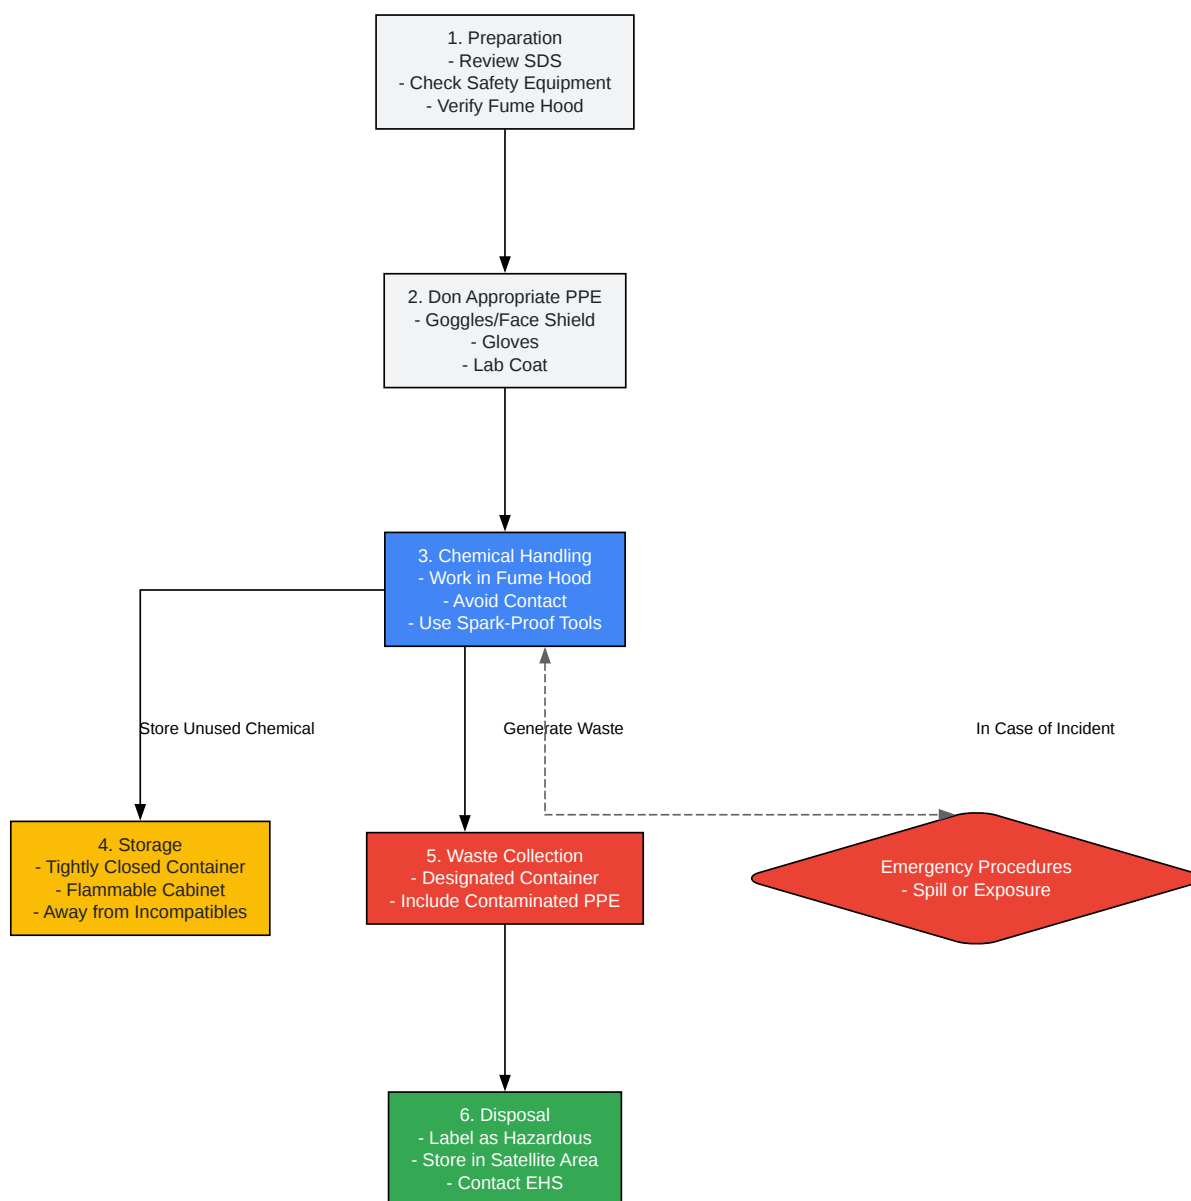 1. Preparation
- Review SDS
- Check Safety Equipment
- Verify Fume Hood
2. Don Appropriate PPE
- Goggles/Face Shield
- Gloves
- Lab Coat
3. Chemical Handling
- Work in Fume Hood
- Avoid Contact
- Use Spark-Proof Tools
Store Unused Chemical
Generate Waste
In Case of Incident
4. Storage
- Tightly Closed Container
- Flammable Cabinet
- Away from Incompatibles
5. Waste Collection
- Designated Container
- Include Contaminated PPE
Emergency Procedures
- Spill or Exposure
6. Disposal
- Label as Hazardous
- Store in Satellite Area
- Contact EHS